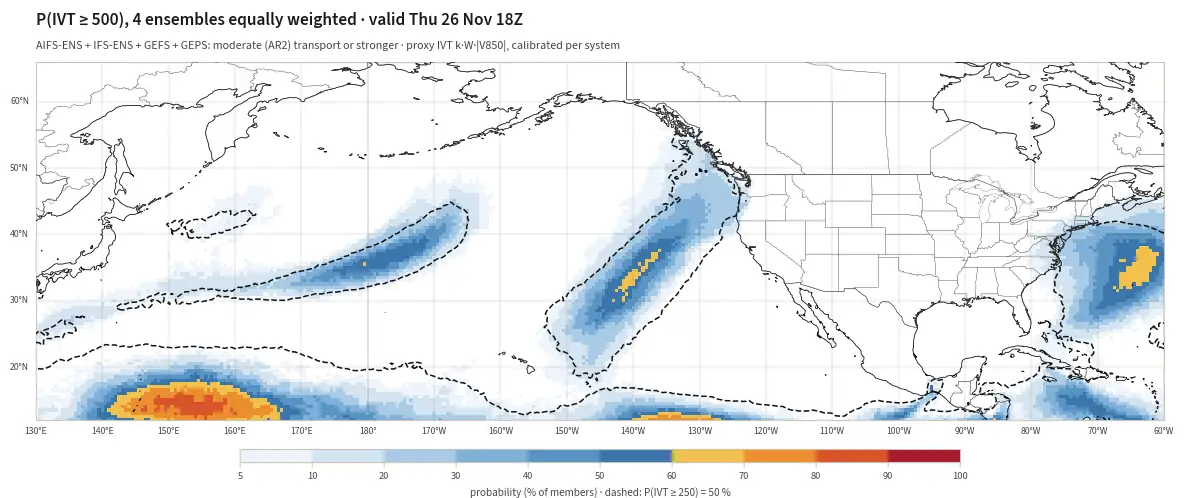 P(IVT ≥ 500), 4 ensembles equally weighted · valid Thu 26 Nov 18Z
AIFS-ENS + IFS-ENS + GEFS + GEPS: moderate (AR2) transport or stronger · proxy IVT k·W·|V850|, calibrated per system
60°N
50°N
40°N
30°N
20°N
130°E 140°E 150°E 160°E 170°E 180° 170°W 160°W 150°W 140°W 130°W 120°W 110°W 100°W 90°W 80°W 70°W 60°W
5 10 20 30 40 50 60 70 80 90 100
probability (% of members) · dashed: P(IVT ≥ 250) = 50 %